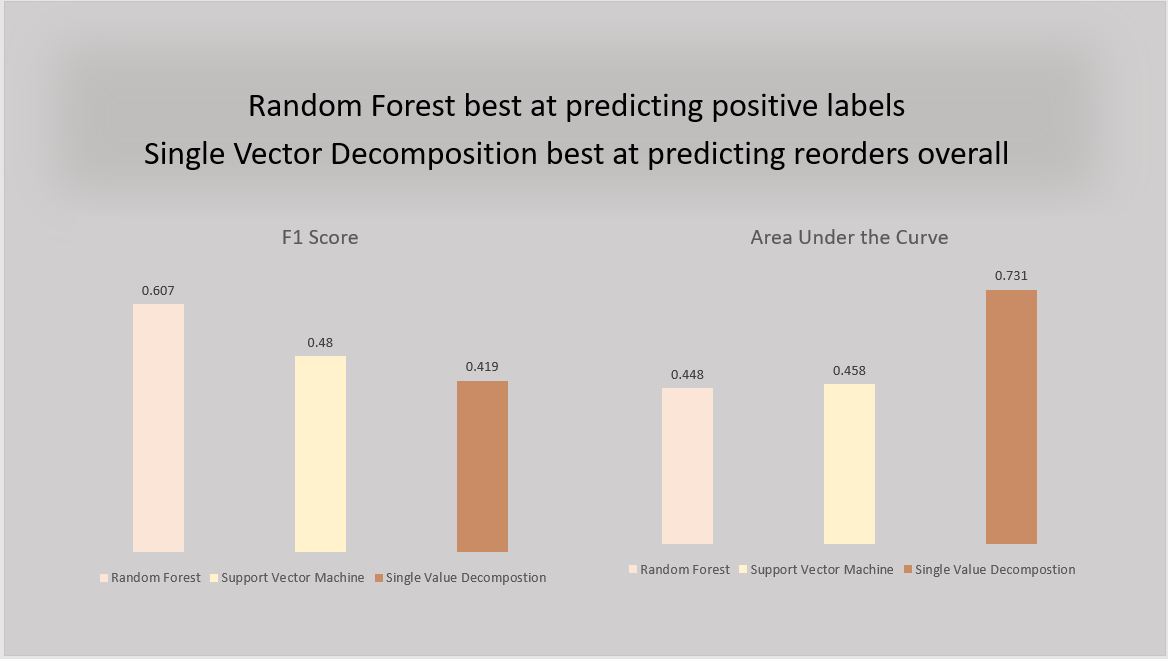 Random Forest best at predicting positive labels
Single Vector Decomposition best at predicting reorders overall
F1 Score
0.607
0.48
0.419
Random Forest Support Vector Machine Single Value Decompostion
Area Under the Curve
0.448
0.458
0.731
Random Forest Support Vector Machine Single Value Decompostion